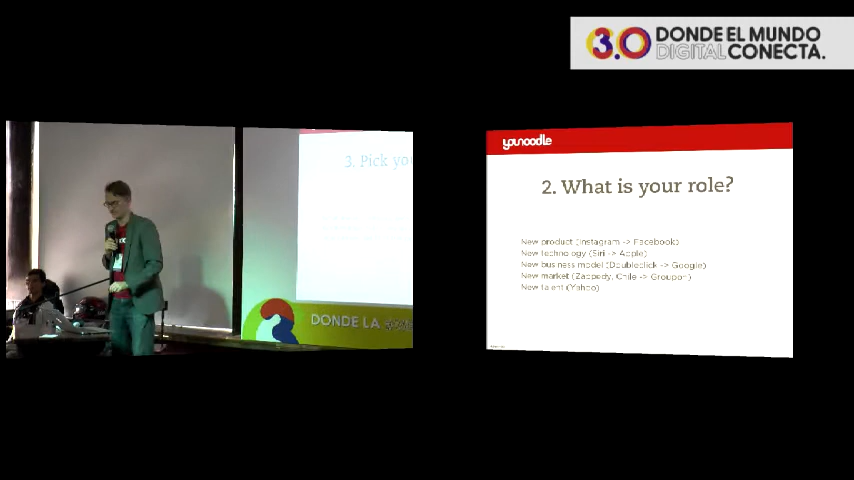 3.0 DONDE EL MUNDO
DIGITAL CONECTA.
3. Pick you
DONDE LA
younoodle
2. What is your role?
New product (Instagram -> Facebook)
New technology (Siri -> Apple)
New business model (Doubleclick -> Google)
New market (Zappedy, Chile -> Groupon)
New talent (Yahoo)